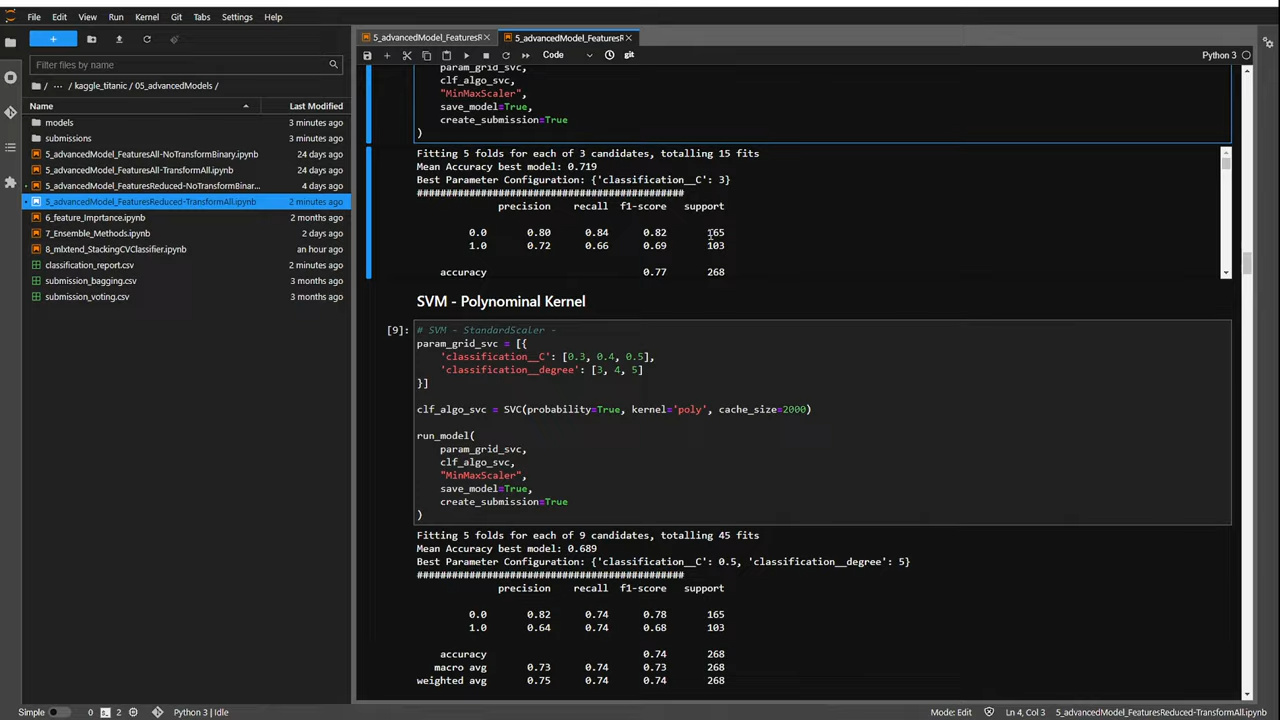 File Edit View Run Kernel Git Tabs Settings Help
5_advancedModel_FeaturesR
5_advancedModel_FeaturesF
Code
git
Python 3
Filter files by name
/ ... / kaggle_titanic / 05_advancedModels /
Name Last Modified
models 3 minutes ago
submissions 3 minutes ago
5_advancedModel_FeaturesAll-NoTransformBinary.ipynb 24 days ago
5_advancedModel_FeaturesAll-TransformAll.ipynb 24 days ago
5_advancedModel_FeaturesReduced-NoTransformBinar... 4 days ago
5_advancedModel_FeaturesReduced-TransformAll.ipynb 2 minutes ago
6_feature_Imprtance.ipynb 2 months ago
7_Ensemble_Methods.ipynb 2 days ago
8_mlxtend_StackingCVClassifier.ipynb an hour ago
classification_report.csv 2 minutes ago
submission_bagging.csv 3 months ago
submission_voting.csv 3 months ago
param_grid_svc,
clf_algo_svc,
"MinMaxScaler",
save_model=True,
create_submission=True
)
Fitting 5 folds for each of 3 candidates, totalling 15 fits
Mean Accuracy best model: 0.719
Best Parameter Configuration: {'classification__C': 3}
##############################################
precision recall f1-score support
0.0 0.80 0.84 0.82 165
1.0 0.72 0.66 0.69 103
accuracy 0.77 268
SVM - Polynominal Kernel
[9]:
# SVM - StandardScaler -
param_grid_svc = [{
'classification__C': [0.3, 0.4, 0.5],
'classification__degree': [3, 4, 5]
}]
clf_algo_svc = SVC(probability=True, kernel='poly', cache_size=2000)
run_model(
param_grid_svc,
clf_algo_svc,
"MinMaxScaler",
save_model=True,
create_submission=True
)
Fitting 5 folds for each of 9 candidates, totalling 45 fits
Mean Accuracy best model: 0.689
Best Parameter Configuration: {'classification__C': 0.5, 'classification__degree': 5}
##############################################
precision recall f1-score support
0.0 0.82 0.74 0.78 165
1.0 0.64 0.74 0.68 103
accuracy 0.74 268
macro avg 0.73 0.74 0.73 268
weighted avg 0.75 0.74 0.74 268
Simple 0 2 Python 3 | Idle Mode: Edit Ln 4, Col 3 5_advancedModel_FeaturesReduced-TransformAll.ipynb